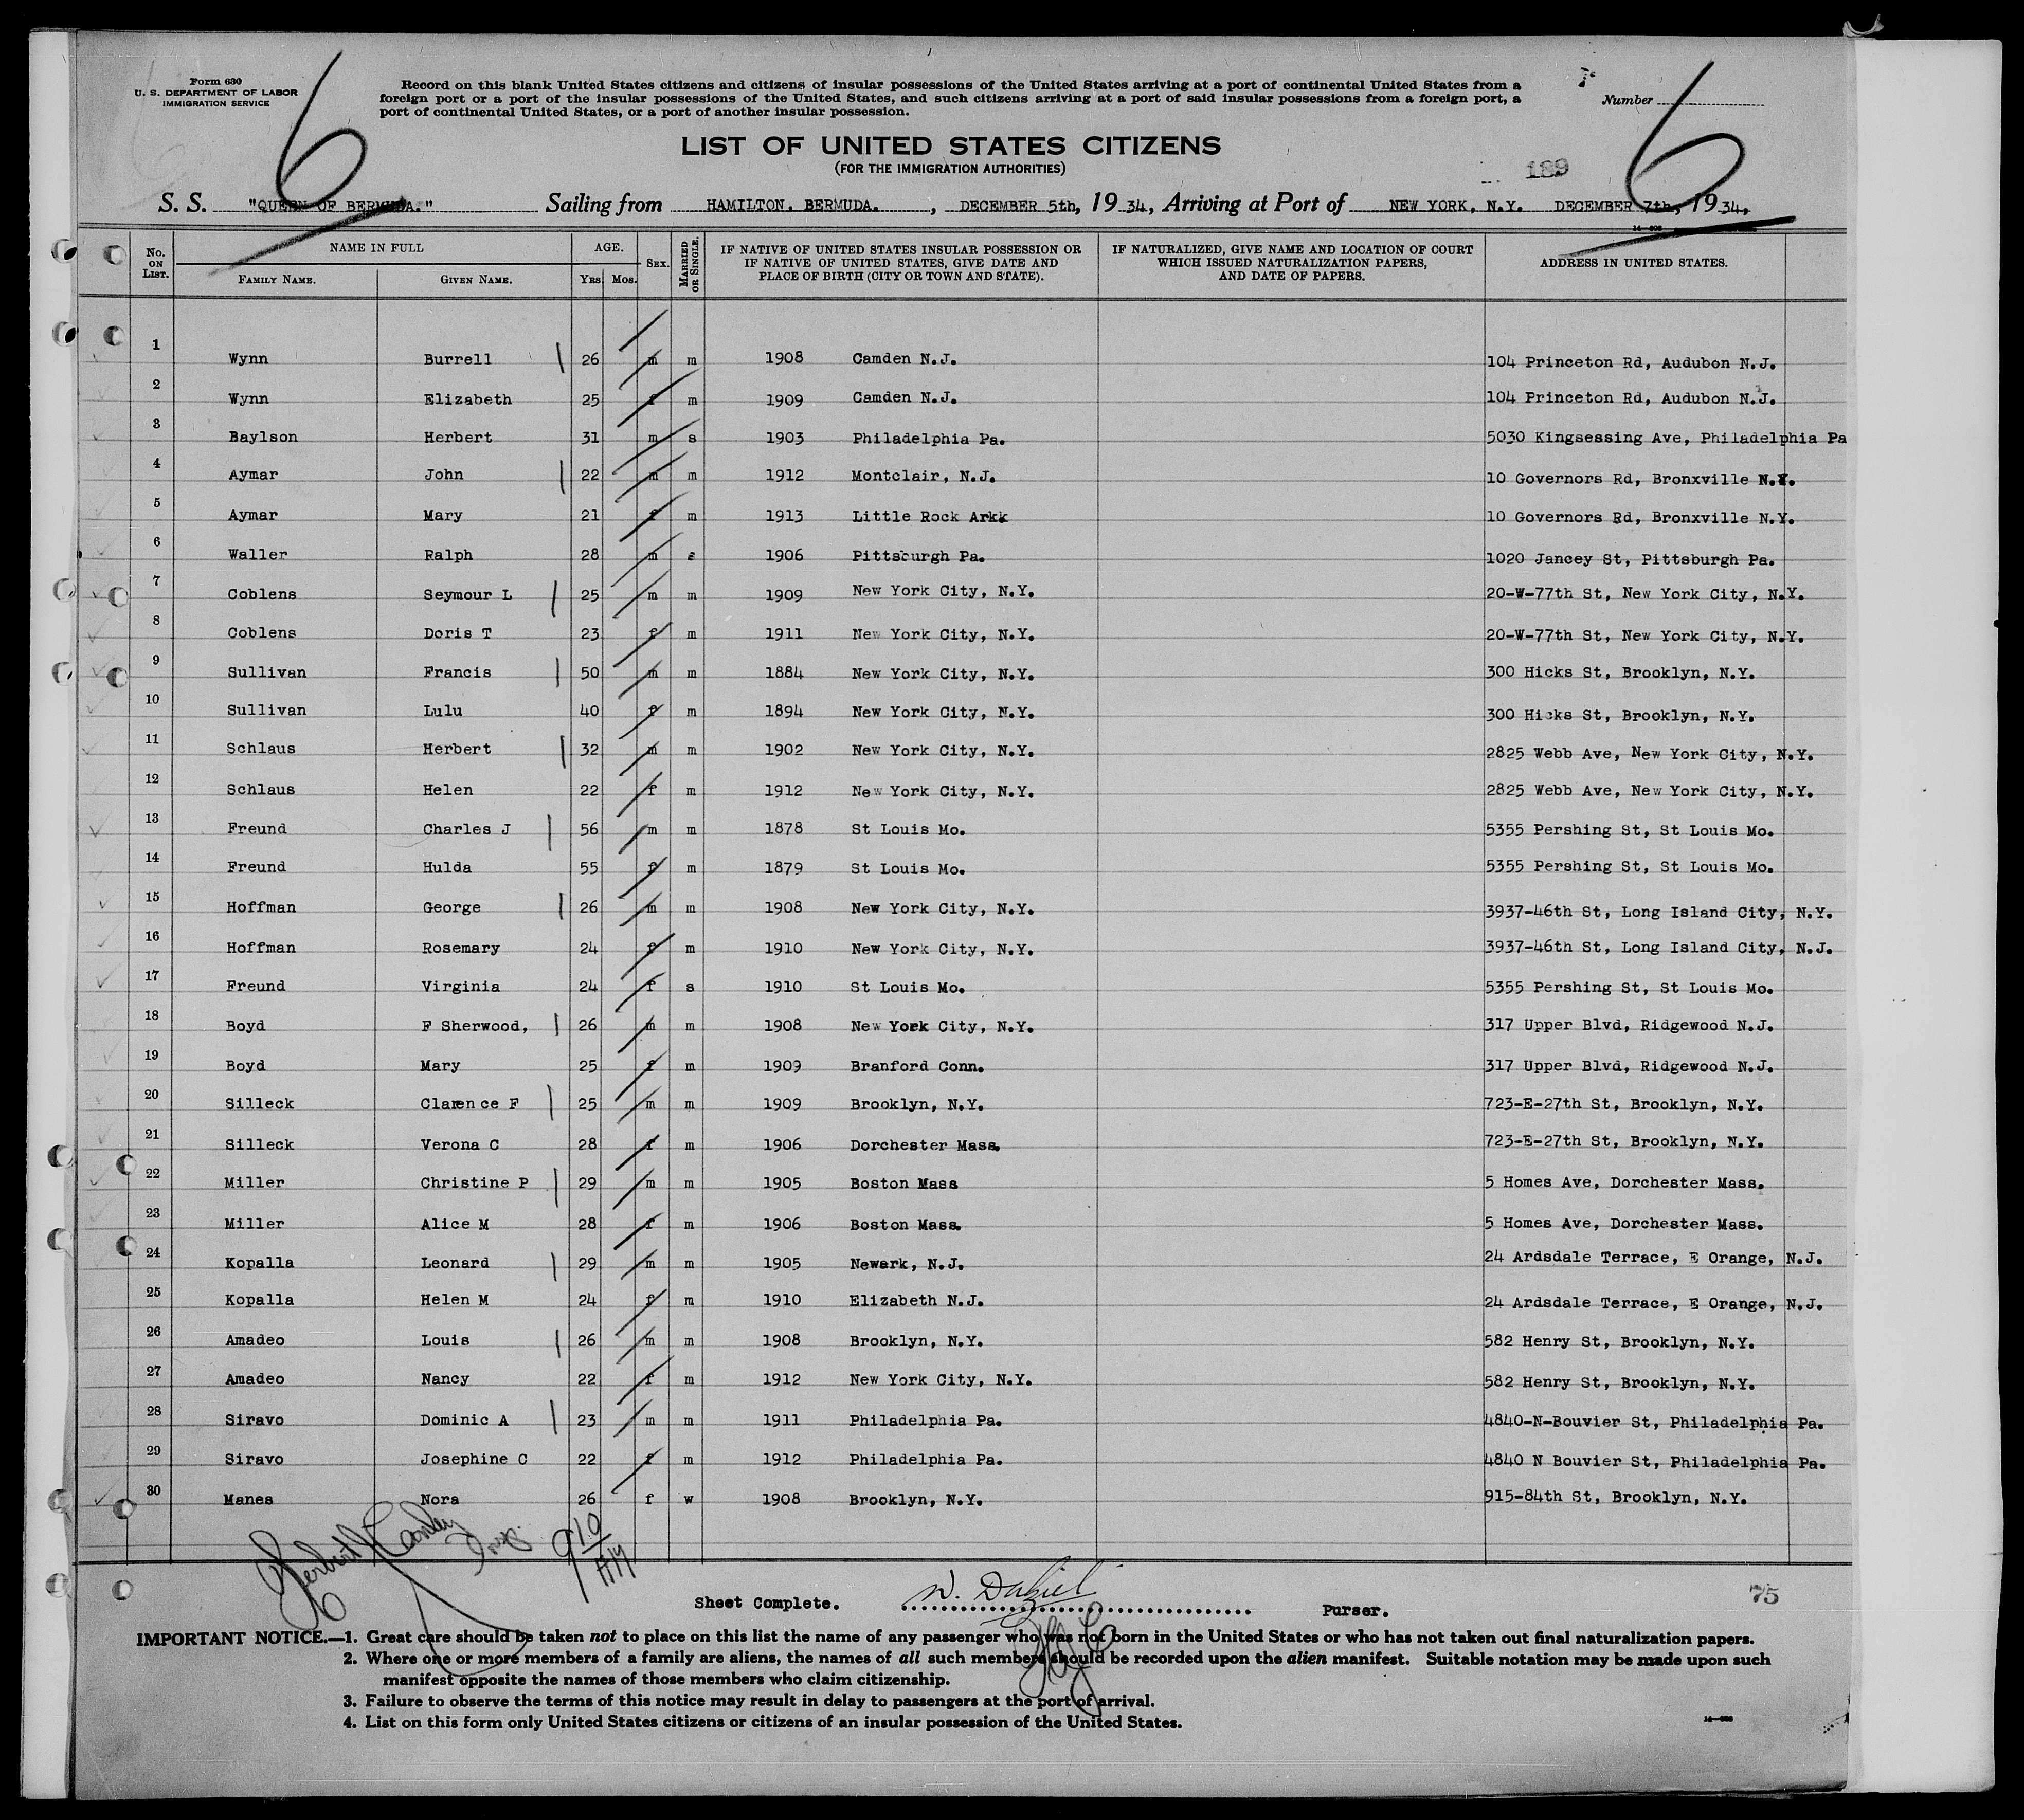 Form 630
U. S. DEPARTMENT OF LABOR
IMMIGRATION SERVICE
6
Record on this blank United States citizens and citizens of insular possessions of the United States arriving at a port of continental United States from a
foreign port or a port of the insular possessions of the United States, and such citizens arriving at a port of said insular possessions from a foreign port, a
port of continental United States, or a port of another insular possession.
Number
6
LIST OF UNITED STATES CITIZENS
(FOR THE IMMIGRATION AUTHORITIES)
189
S. S. "QUEEN OF BERMUDA." Sailing from HAMILTON, BERMUDA. , DECEMBER 5th, 1934, Arriving at Port of NEW YORK, N.Y. DECEMBER 7th, 1934,
No. ON LIST. NAME IN FULL FAMILY NAME. GIVEN NAME. AGE. YRS. MOS. SEX. MARRIED OR SINGLE. IF NATIVE OF UNITED STATES INSULAR POSSESSION OR IF NATIVE OF UNITED STATES, GIVE DATE AND PLACE OF BIRTH (CITY OR TOWN AND STATE). IF NATURALIZED, GIVE NAME AND LOCATION OF COURT WHICH ISSUED NATURALIZATION PAPERS, AND DATE OF PAPERS. ADDRESS IN UNITED STATES.
1 Wynn Burrell 26 m m 1908 Camden N.J. 104 Princeton Rd, Audubon N.J.
2 Wynn Elizabeth 25 f m 1909 Camden N.J. 104 Princeton Rd, Audubon N.J.
3 Baylson Herbert 31 m s 1903 Philadelphia Pa. 5030 Kingsessing Ave, Philadelphia Pa
4 Aymar John 22 m m 1912 Montclair, N.J. 10 Governors Rd, Bronxville N.Y.
5 Aymar Mary 21 f m 1913 Little Rock Arkk 10 Governors Rd, Bronxville N.Y.
6 Waller Ralph 28 m s 1906 Pittsburgh Pa. 1020 Jancey St, Pittsburgh Pa.
7 Coblens Seymour L 25 m m 1909 New York City, N.Y. 20-W-77th St, New York City, N.Y.
8 Coblens Doris T 23 f m 1911 New York City, N.Y. 20-W-77th St, New York City, N.Y.
9 Sullivan Francis 50 m m 1884 New York City, N.Y. 300 Hicks St, Brooklyn, N.Y.
10 Sullivan Lulu 40 f m 1894 New York City, N.Y. 300 Hicks St, Brooklyn, N.Y.
11 Schlaus Herbert 32 m m 1902 New York City, N.Y. 2825 Webb Ave, New York City, N.Y.
12 Schlaus Helen 22 f m 1912 New York City, N.Y. 2825 Webb Ave, New York City, N.Y.
13 Freund Charles J 56 m m 1878 St Louis Mo. 5355 Pershing St, St Louis Mo.
14 Freund Hulda 55 f m 1879 St Louis Mo. 5355 Pershing St, St Louis Mo.
15 Hoffman George 26 m m 1908 New York City, N.Y. 3937-46th St, Long Island City, N.Y.
16 Hoffman Rosemary 24 f m 1910 New York City, N.Y. 3937-46th St, Long Island City, N.J.
17 Freund Virginia 24 f s 1910 St Louis Mo. 5355 Pershing St, St Louis Mo.
18 Boyd F Sherwood, 26 m m 1908 New York City, N.Y. 317 Upper Blvd, Ridgewood N.J.
19 Boyd Mary 25 f m 1909 Branford Conn. 317 Upper Blvd, Ridgewood N.J.
20 Silleck Clarence F 25 m m 1909 Brooklyn, N.Y. 723-E-27th St, Brooklyn, N.Y.
21 Silleck Verona C 28 f m 1906 Dorchester Mass. 723-E-27th St, Brooklyn, N.Y.
22 Miller Christine P 29 m m 1905 Boston Mass 5 Homes Ave, Dorchester Mass.
23 Miller Alice M 28 f m 1906 Boston Mass. 5 Homes Ave, Dorchester Mass.
24 Kopalla Leonard 29 m m 1905 Newark, N.J. 24 Ardsdale Terrace, E Orange, N.J.
25 Kopalla Helen M 24 f m 1910 Elizabeth N.J. 24 Ardsdale Terrace, E Orange, N.J.
26 Amadeo Louis 26 m m 1908 Brooklyn, N.Y. 582 Henry St, Brooklyn, N.Y.
27 Amadeo Nancy 22 f m 1912 New York City, N.Y. 582 Henry St, Brooklyn, N.Y.
28 Siravo Dominic A 23 m m 1911 Philadelphia Pa. 4840-N-Bouvier St, Philadelphia Pa.
29 Siravo Josephine C 22 f m 1912 Philadelphia Pa. 4840 N Bouvier St, Philadelphia Pa.
30 Manes Nora 26 f w 1908 Brooklyn, N.Y. 915-84th St, Brooklyn, N.Y.
Sheet Complete. Purser.
75
IMPORTANT NOTICE.—1. Great care should be taken not to place on this list the name of any passenger who was not born in the United States or who has not taken out final naturalization papers.
2. Where one or more members of a family are aliens, the names of all such members should be recorded upon the alien manifest. Suitable notation may be made upon such
manifest opposite the names of those members who claim citizenship.
3. Failure to observe the terms of this notice may result in delay to passengers at the port of arrival.
4. List on this form only United States citizens or citizens of an insular possession of the United States.